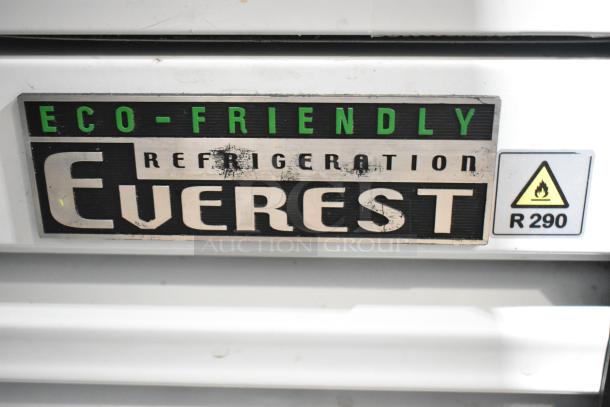 ECO-FRIENDLY
REFRIGERATION
EVEREST
R 290
AUCTION GROUP